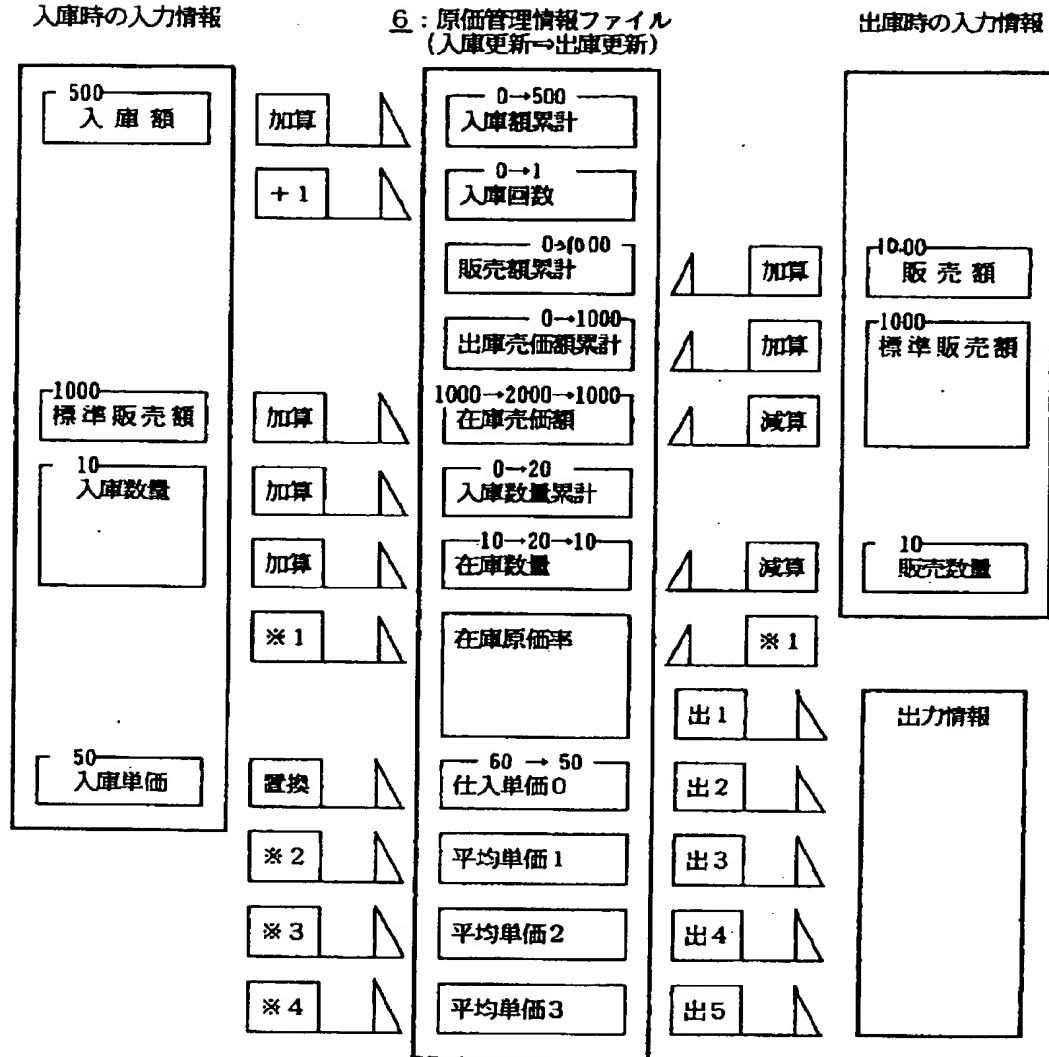 入庫時の入力情報
6:原価管理情報ファイル
(入庫更新⇒出庫更新)
出庫時の入力情報
500
入庫額
加算
0→500
入庫額累計
+1
0→1
入庫回数
0→1000
販売額累計
加算
1000
販売額
0→1000
出庫売価額累計
加算
1000
標準販売額
1000
標準販売額
加算
1000→2000→1000
在庫売価額
減算
10
入庫数量
加算
0→20
入庫数量累計
加算
10→20→10
在庫数量
減算
10
販売数量
※1
在庫原価率
※1
出1
出力情報
50
入庫単価
置換
60→50
仕入単価0
出2
※2
平均単価1
出3
※3
平均単価2
出4
※4
平均単価3
出5